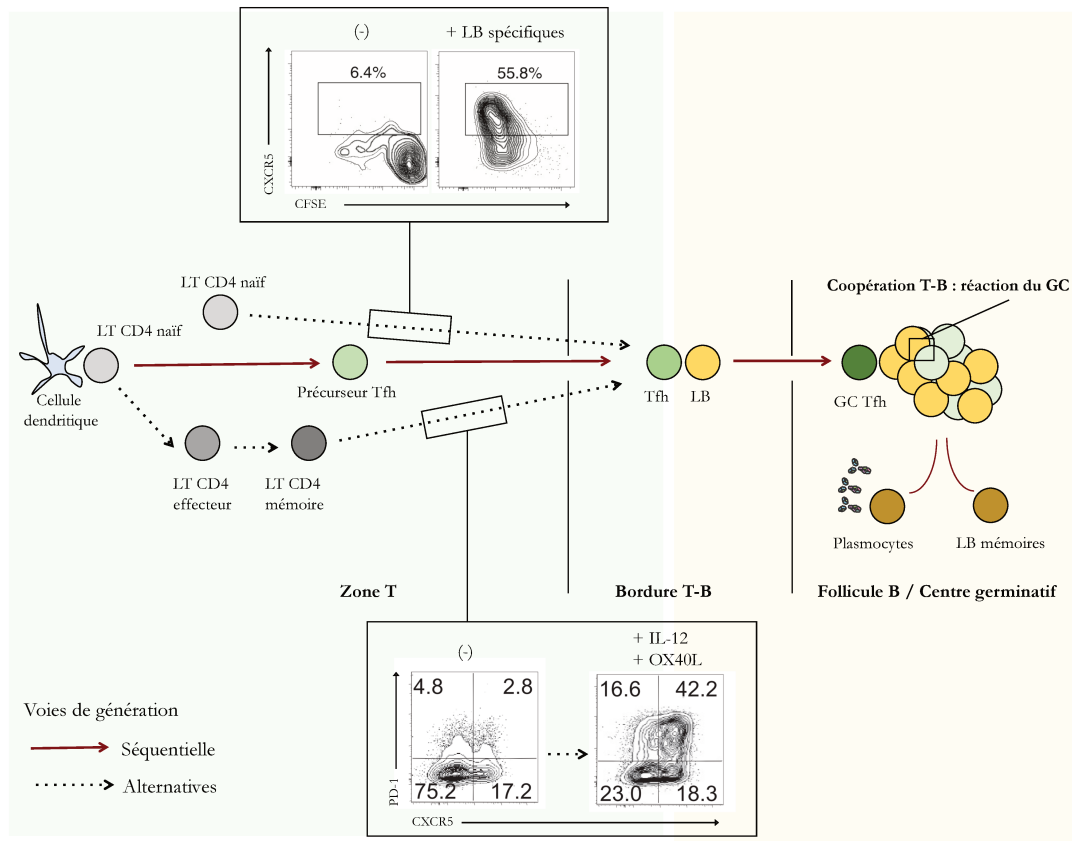 (-)
+ LB spécifiques
6.4%
55.8%
CXCR5
CFSE
LT CD4 naïf
LT CD4 naïf
Cellule
dendritique
Précurseur Tfh
LT CD4
effecteur
LT CD4
mémoire
Tfh
LB
Coopération T-B : réaction du GC
GC Tfh
Plasmocytes
LB mémoires
Zone T
Bordure T-B
Follicule B / Centre germinatif
(-)
+ IL-12
+ OX40L
4.8
2.8
75.2
17.2
16.6
42.2
23.0
18.3
PD-1
CXCR5
Voies de génération
Séquentielle
Alternatives